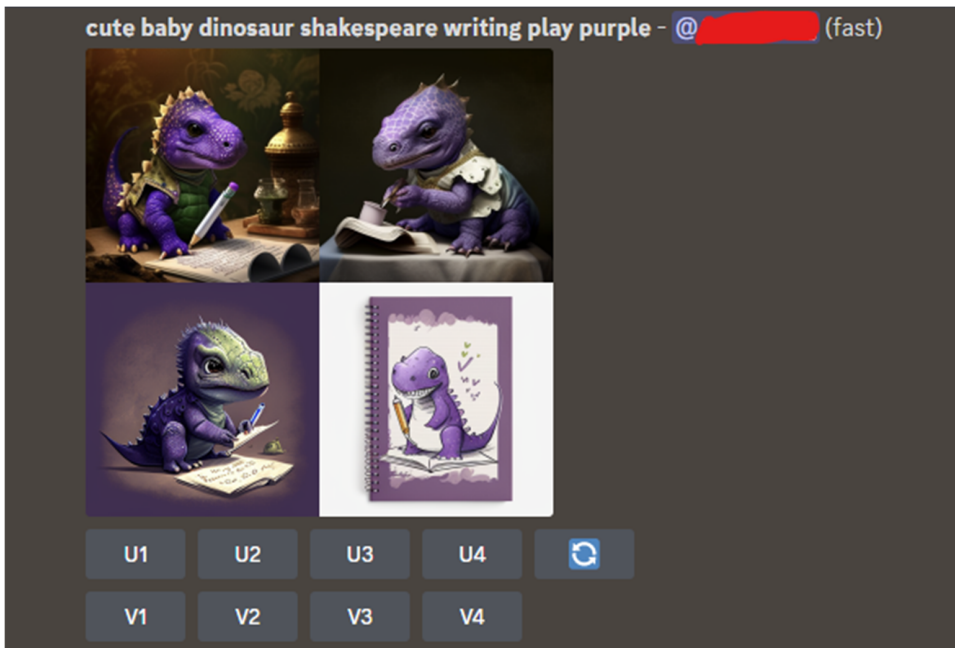 cute baby dinosaur shakespeare writing play purple - @ (fast)
U1 U2 U3 U4
V1 V2 V3 V4